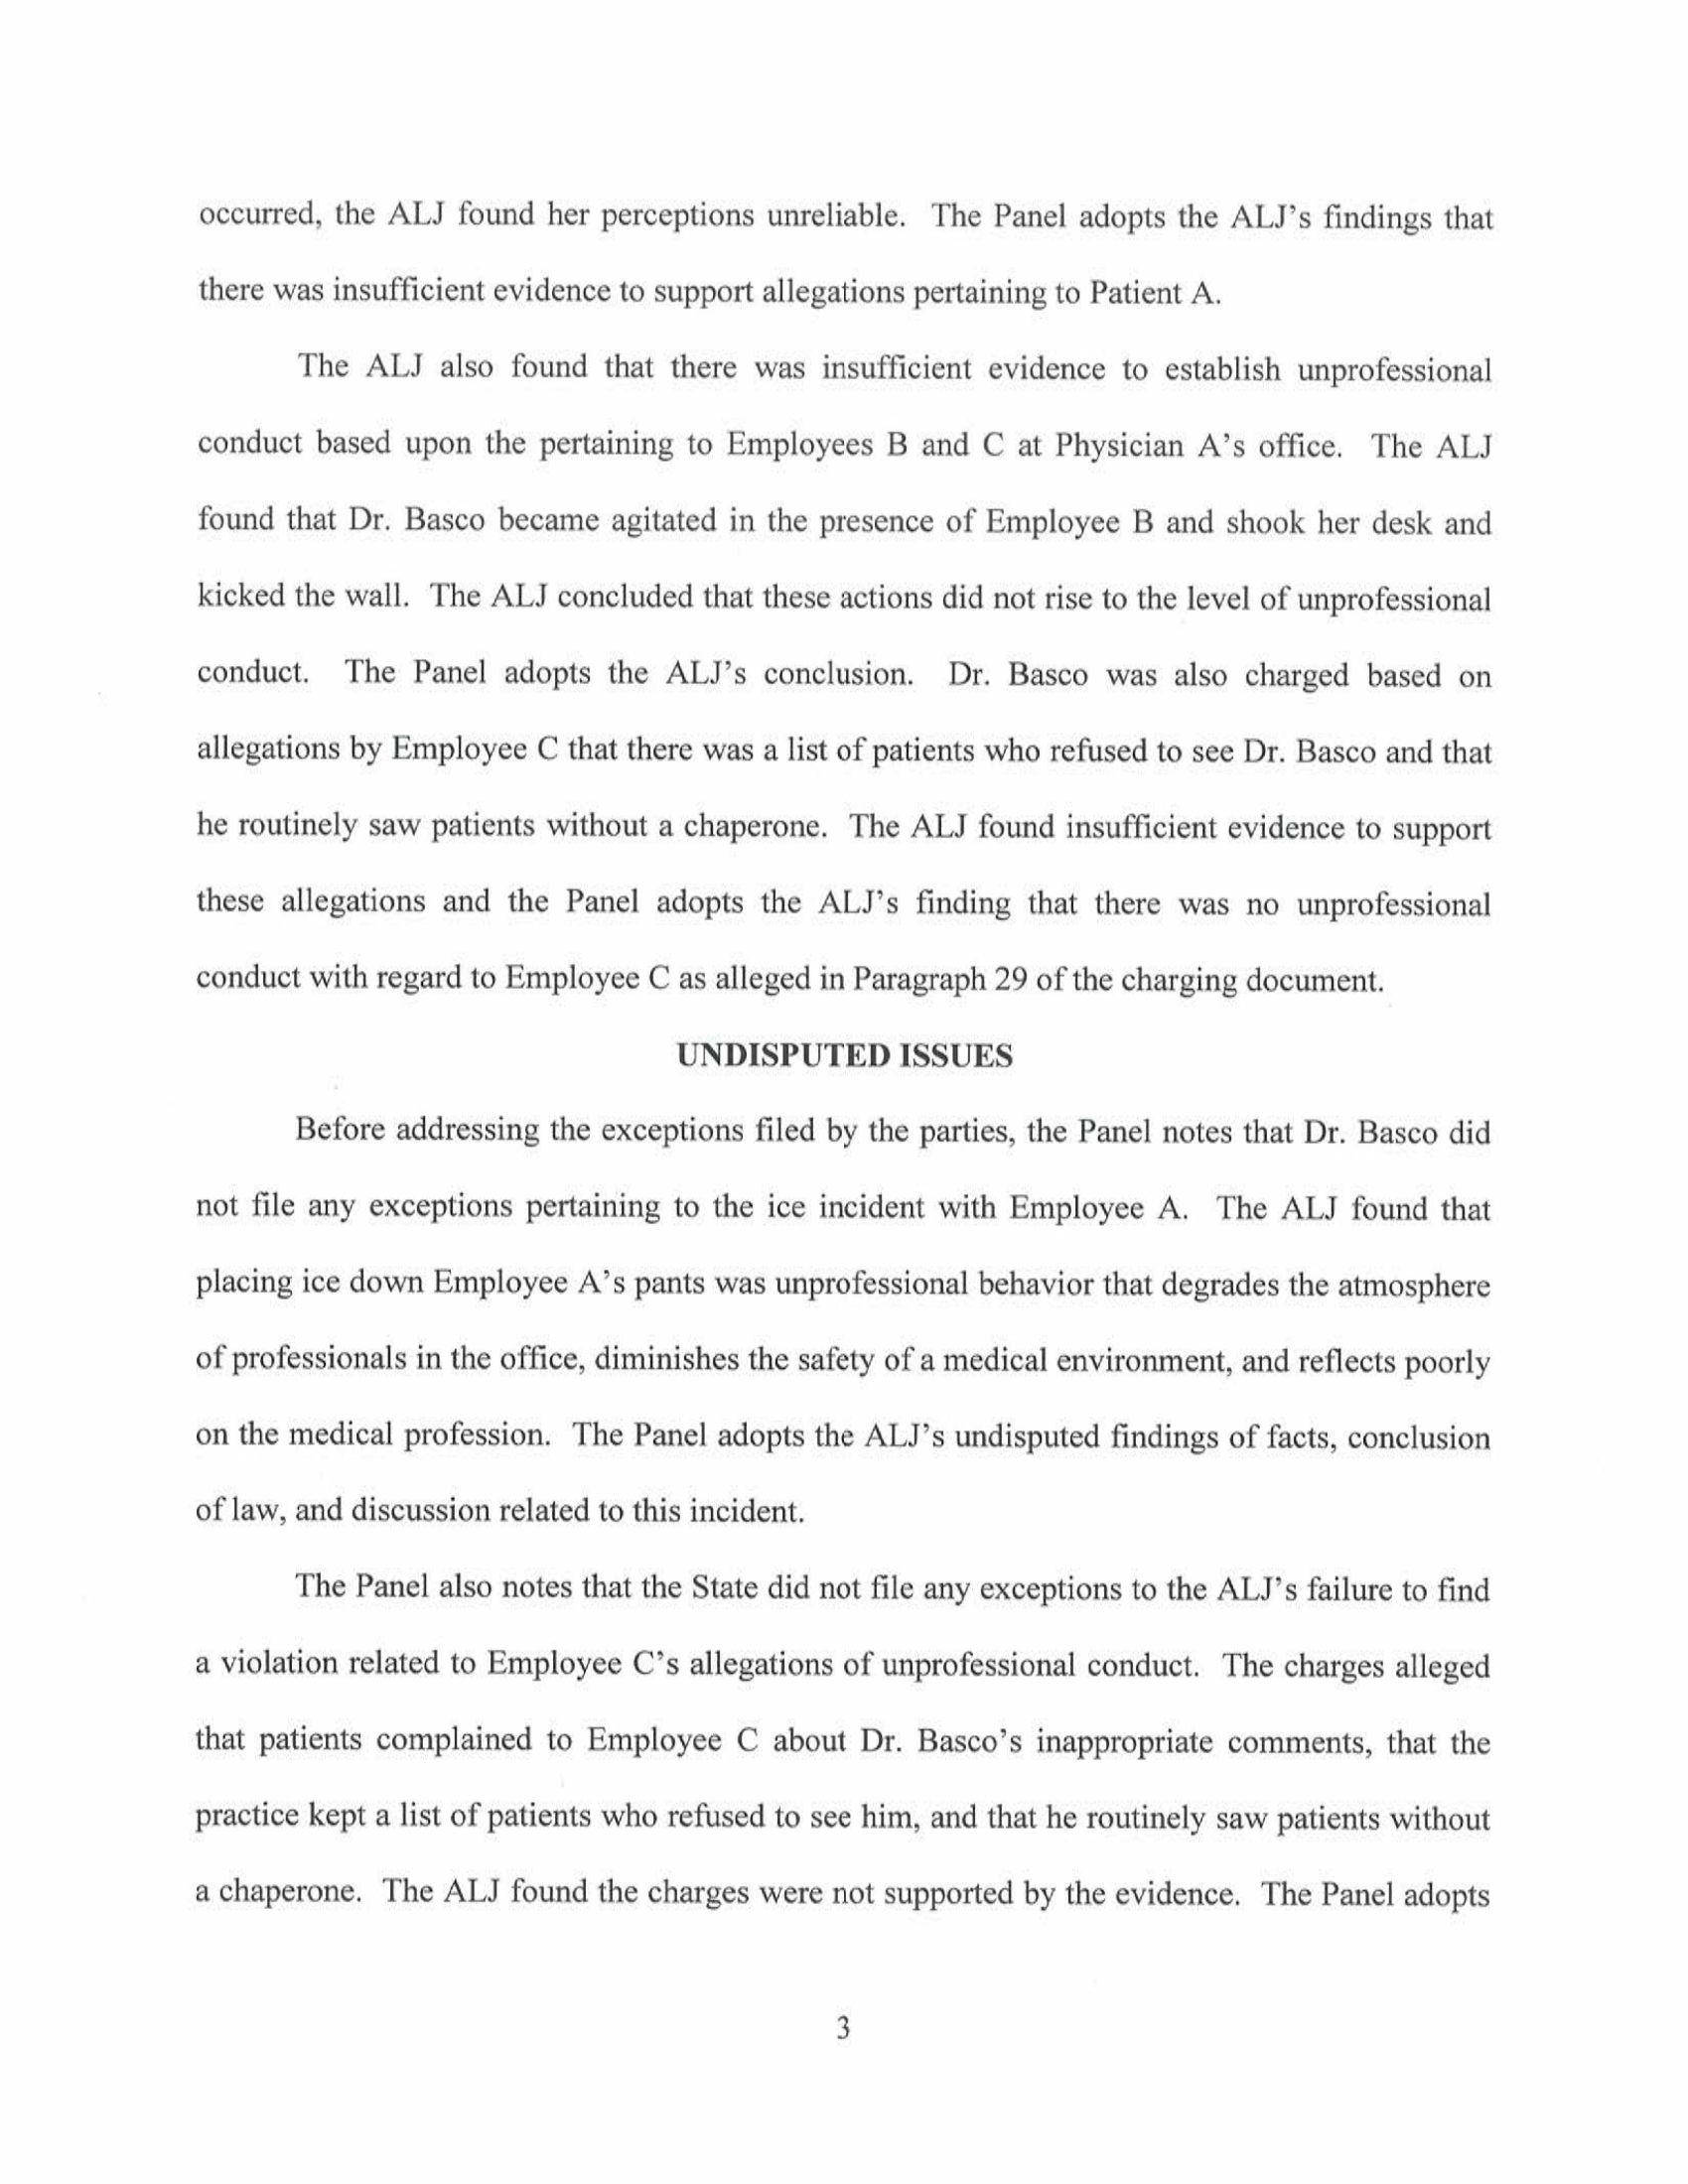 occurred, the ALJ found her perceptions unreliable. The Panel adopts the ALJ's findings that
there was insufficient evidence to support allegations pertaining to Patient A.
The ALJ also found that there was insufficient evidence to establish unprofessional
conduct based upon the pertaining to Employees B and C at Physician A's office. The ALJ
found that Dr. Basco became agitated in the presence of Employee B and shook her desk and
kicked the wall. The ALJ concluded that these actions did not rise to the level of unprofessional
conduct. The Panel adopts the ALJ's conclusion. Dr. Basco was also charged based on
allegations by Employee C that there was a list of patients who refused to see Dr. Basco and that
he routinely saw patients without a chaperone. The ALJ found insufficient evidence to support
these allegations and the Panel adopts the ALJ's finding that there was no unprofessional
conduct with regard to Employee C as alleged in Paragraph 29 of the charging document.
UNDISPUTED ISSUES
Before addressing the exceptions filed by the parties, the Panel notes that Dr. Basco did
not file any exceptions pertaining to the ice incident with Employee A. The ALJ found that
placing ice down Employee A's pants was unprofessional behavior that degrades the atmosphere
of professionals in the office, diminishes the safety of a medical environment, and reflects poorly
on the medical profession. The Panel adopts the ALJ's undisputed findings of facts, conclusion
of law, and discussion related to this incident.
The Panel also notes that the State did not file any exceptions to the ALJ's failure to find
a violation related to Employee C's allegations of unprofessional conduct. The charges alleged
that patients complained to Employee C about Dr. Basco's inappropriate comments, that the
practice kept a list of patients who refused to see him, and that he routinely saw patients without
a chaperone. The ALJ found the charges were not supported by the evidence. The Panel adopts
3